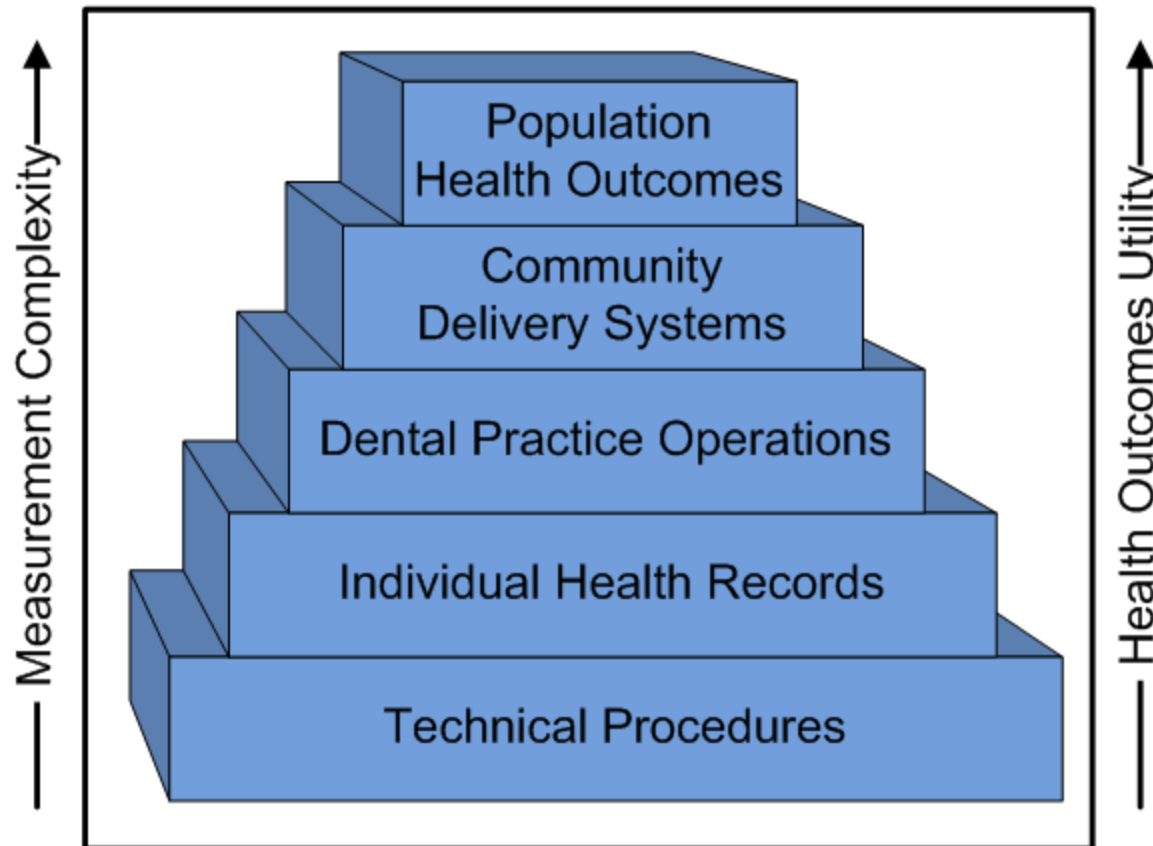 Measurement Complexity
Population
Health Outcomes
Community
Delivery Systems
Dental Practice Operations
Individual Health Records
Technical Procedures
Health Outcomes Utility